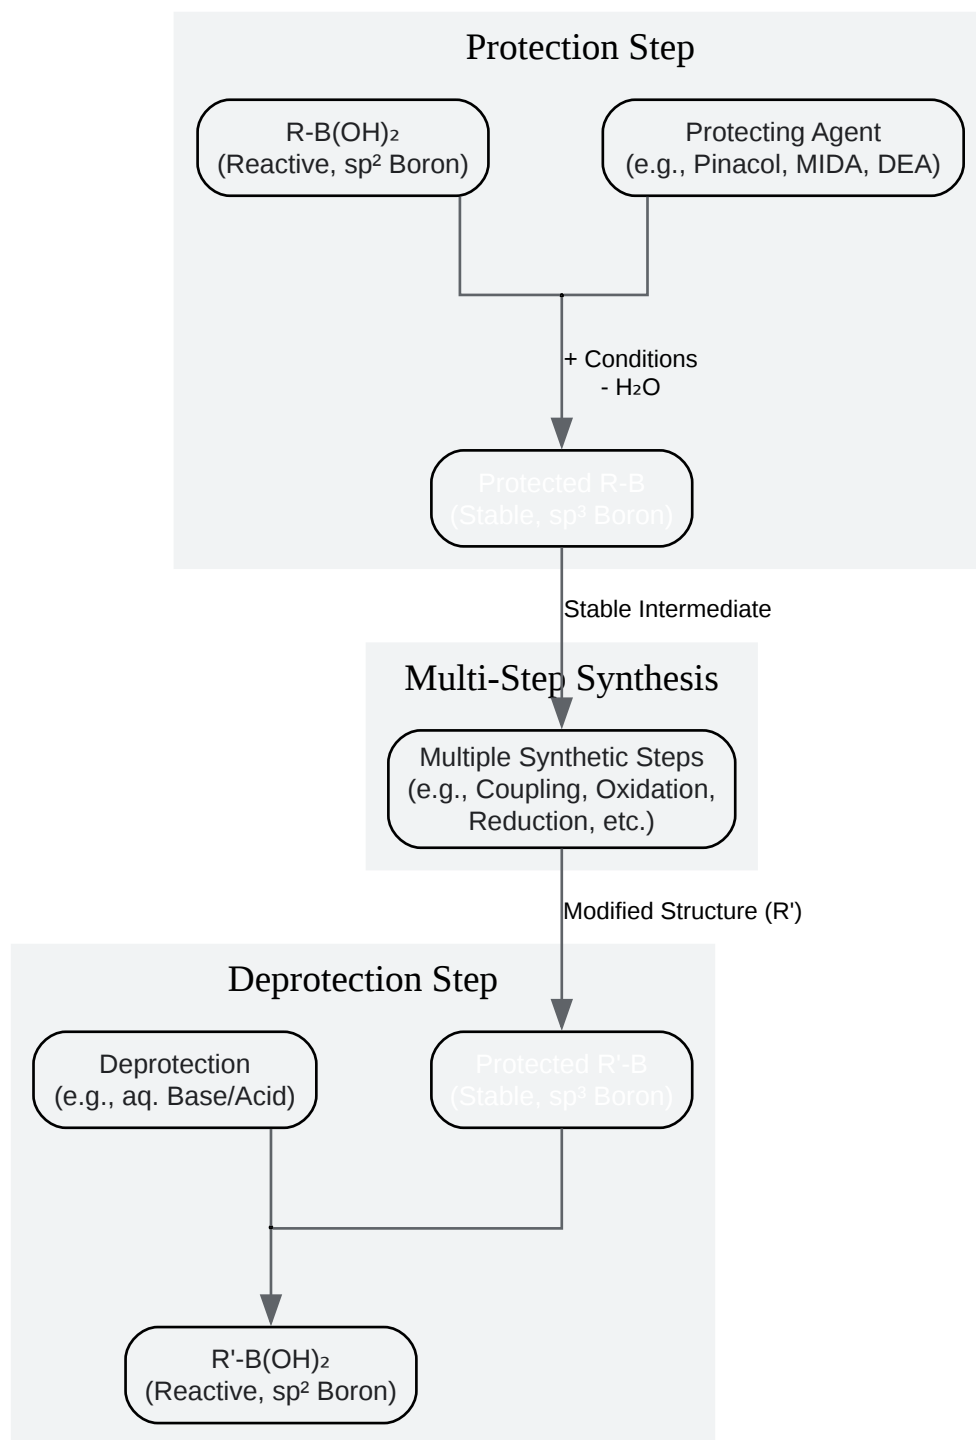 Protection Step
R-B(OH)₂
(Reactive, sp² Boron)
Protecting Agent
(e.g., Pinacol, MIDA, DEA)
+ Conditions
- H₂O
Protected R-B
(Stable, sp³ Boron)
Stable Intermediate
Multi-Step Synthesis
Multiple Synthetic Steps
(e.g., Coupling, Oxidation,
Reduction, etc.)
Modified Structure (R')
Deprotection Step
Deprotection
(e.g., aq. Base/Acid)
Protected R'-B
(Stable, sp³ Boron)
R'-B(OH)₂
(Reactive, sp² Boron)